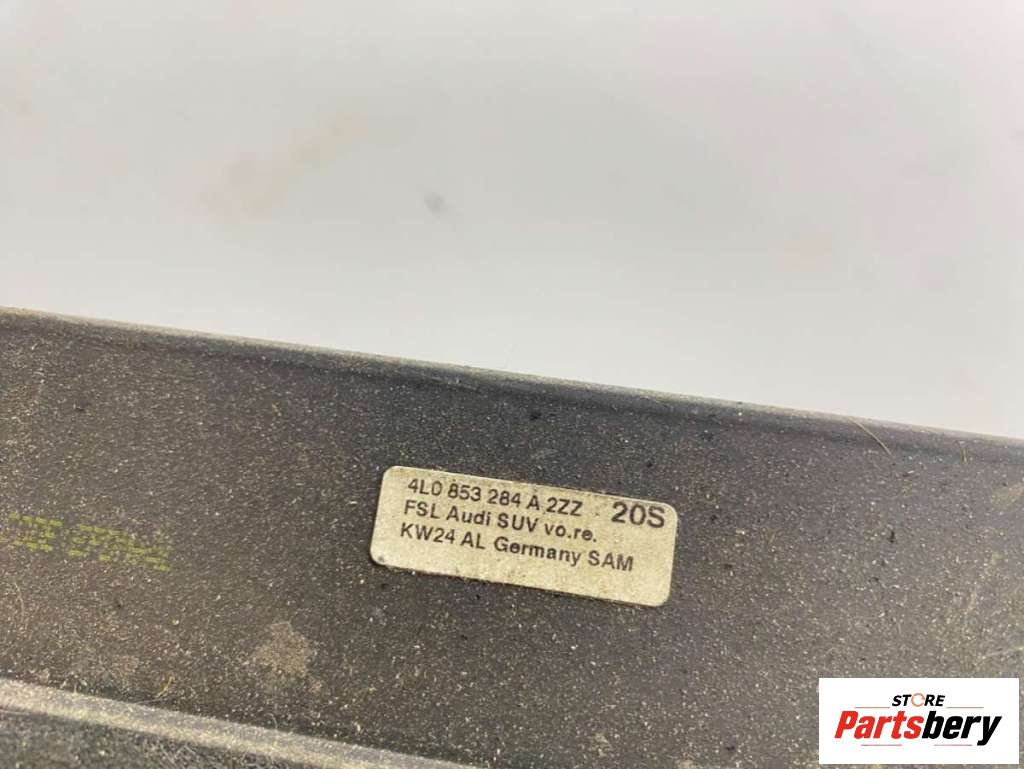 4L0 853 284 A 2ZZ 20S
FSL Audi SUV vo.re.
KW24 AL Germany SAM
STORE
Partsbery